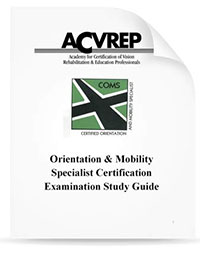 ACVREP
Academy for Certification of Vision
Rehabilitation & Education Professionals
COMS
AND MOBILITY SPECIALIST
CERTIFIED ORIENTATION
Orientation & Mobility
Specialist Certification
Examination Study Guide